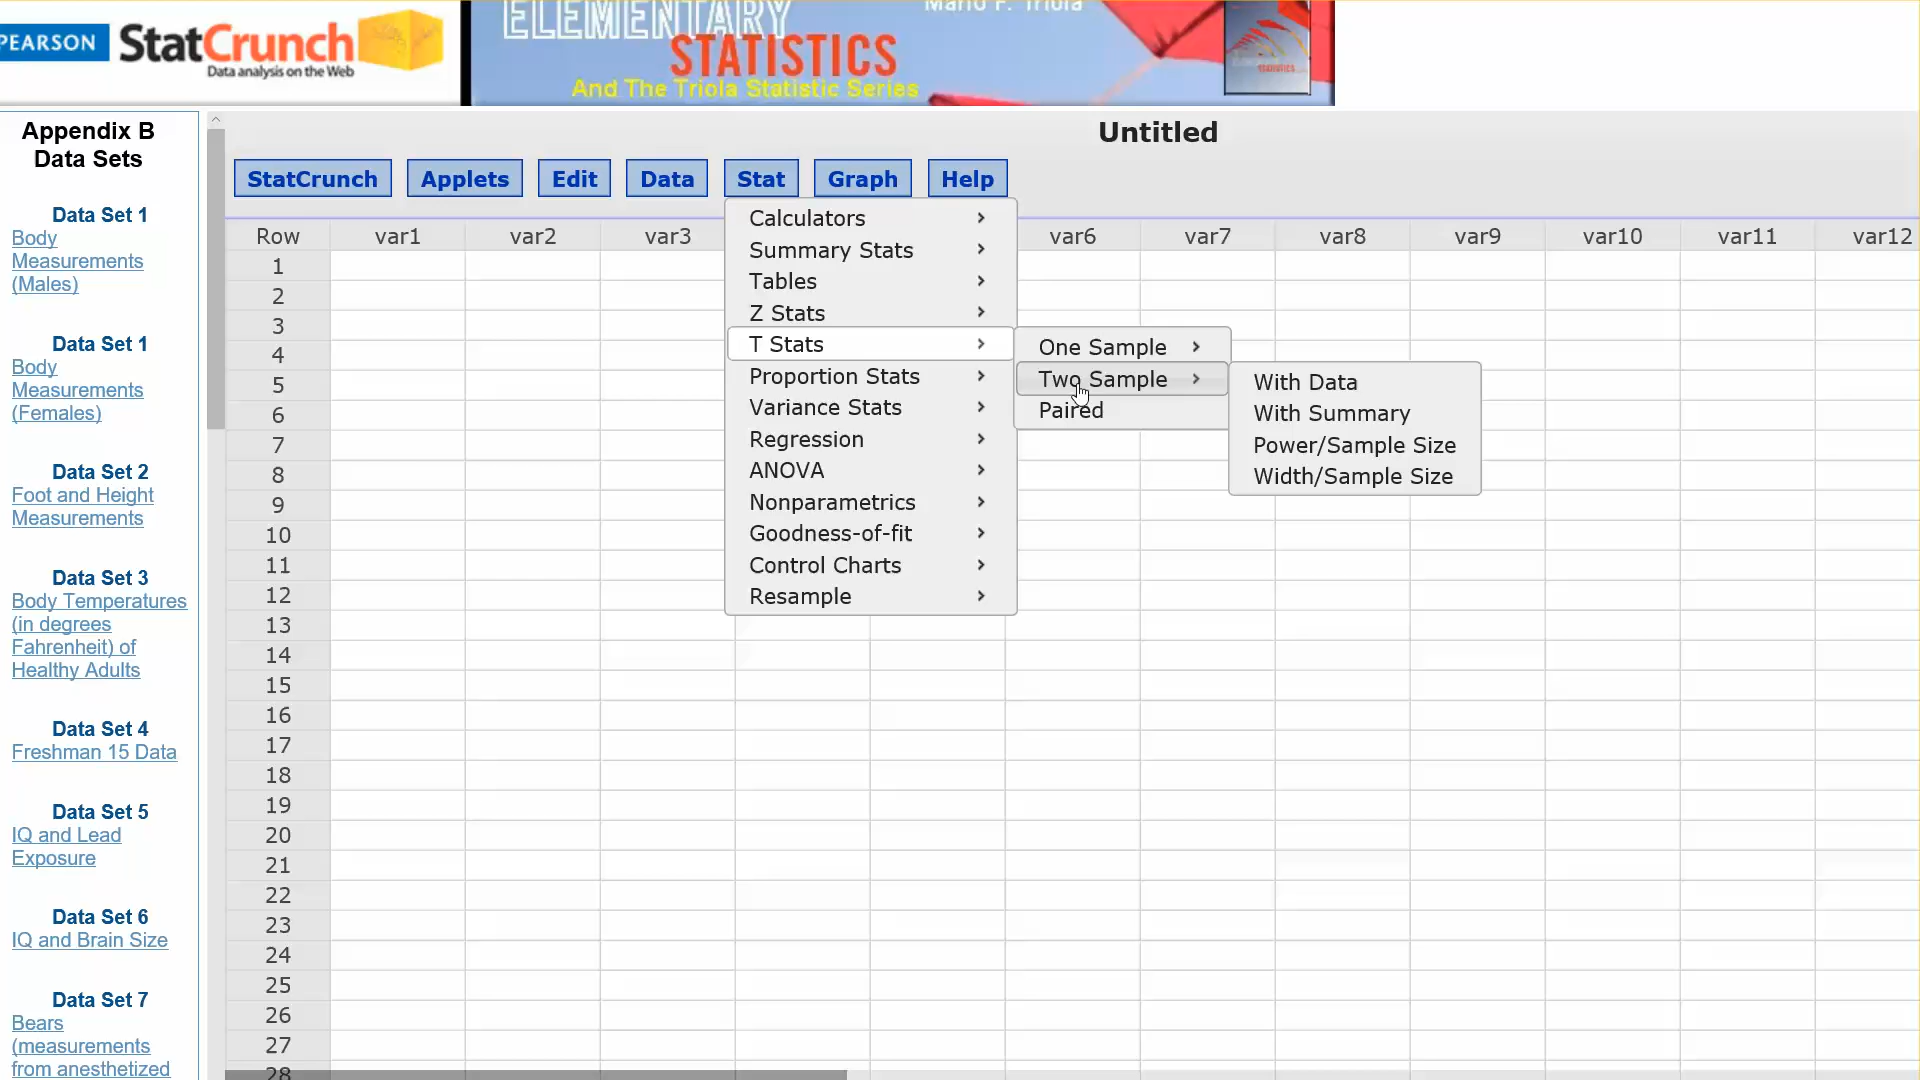 PEARSON
StatCrunch
Data analysis on the Web
ELEMENTARY
STATISTICS
And The Triola Statistic Series
Mario F. Triola
STATISTICS
Appendix B
Data Sets
Data Set 1
Body
Measurements
(Males)
Data Set 1
Body
Measurements
(Females)
Data Set 2
Foot and Height
Measurements
Data Set 3
Body Temperatures
(in degrees
Fahrenheit) of
Healthy Adults
Data Set 4
Freshman 15 Data
Data Set 5
IQ and Lead
Exposure
Data Set 6
IQ and Brain Size
Data Set 7
Bears
(measurements
from anesthetized
Untitled
StatCrunch Applets Edit Data Stat Graph Help
Row var1 var2 var3 var6 var7 var8 var9 var10 var11 var12
1
2
3
4
5
6
7
8
9
10
11
12
13
14
15
16
17
18
19
20
21
22
23
24
25
26
27
28
Calculators
Summary Stats
Tables
Z Stats
T Stats
Proportion Stats
Variance Stats
Regression
ANOVA
Nonparametrics
Goodness-of-fit
Control Charts
Resample
One Sample
Two Sample
Paired
With Data
With Summary
Power/Sample Size
Width/Sample Size